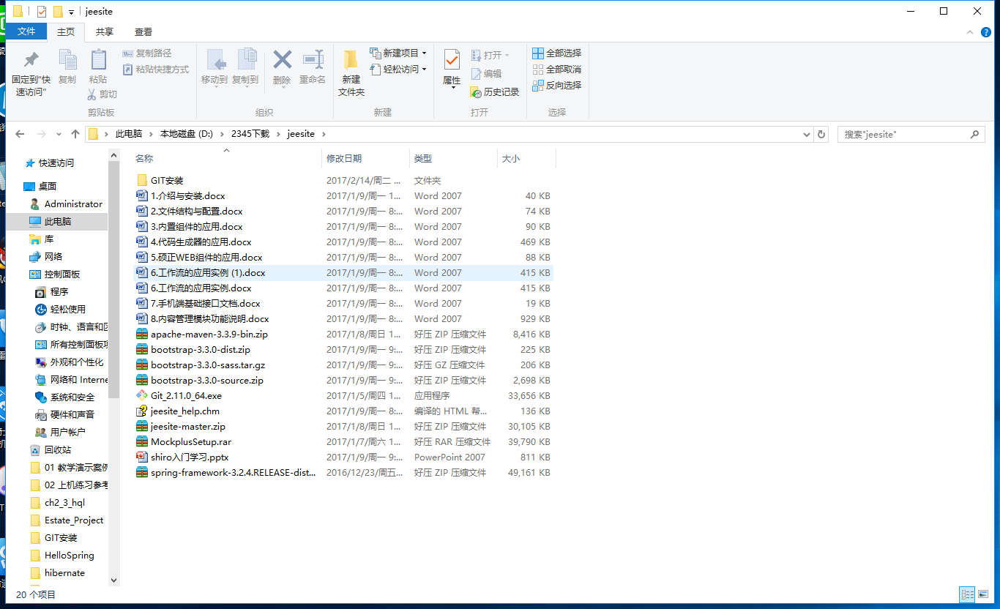 jeesite
文件 主页 共享 查看
固定到"快速访问"
复制
粘贴
复制路径
粘贴快捷方式
剪切
剪贴板
移动到 复制到 删除 重命名
组织
新建
文件夹
新建项目
轻松访问
新建
属性
打开
编辑
历史记录
打开
全部选择
全部取消
反向选择
选择
此电脑 本地磁盘 (D:) 2345下载 jeesite
搜索"jeesite"
快速访问
桌面
Administrator
此电脑
库
网络
控制面板
程序
轻松使用
时钟、语言和区
所有控制面板项
外观和个性化
网络和 Interne
系统和安全
硬件和声音
用户帐户
回收站
01 教学演示案例
02 上机练习参考
ch2_3_hql
Estate_Project
GIT安装
HelloSpring
hibernate
名称 修改日期 类型 大小
GIT安装 2017/2/14/周二 ... 文件夹
1.介绍与安装.docx 2017/1/9/周一 1... Word 2007 40 KB
2.文件结构与配置.docx 2017/1/9/周一 8:... Word 2007 74 KB
3.内置组件的应用.docx 2017/1/9/周一 8:... Word 2007 90 KB
4.代码生成器的应用.docx 2017/1/9/周一 8:... Word 2007 469 KB
5.硕正WEB组件的应用.docx 2017/1/9/周一 8:... Word 2007 88 KB
6.工作流的应用实例 (1).docx 2017/1/9/周一 8:... Word 2007 415 KB
6.工作流的应用实例.docx 2017/1/9/周一 8:... Word 2007 415 KB
7.手机端基础接口文档.docx 2017/1/9/周一 8:... Word 2007 19 KB
8.内容管理模块功能说明.docx 2017/1/9/周一 8:... Word 2007 929 KB
apache-maven-3.3.9-bin.zip 2017/1/8/周日 1... 好压 ZIP 压缩文件 8,416 KB
bootstrap-3.3.0-dist.zip 2017/1/9/周一 9:... 好压 ZIP 压缩文件 225 KB
bootstrap-3.3.0-sass.tar.gz 2017/1/9/周一 9:... 好压 GZ 压缩文件 206 KB
bootstrap-3.3.0-source.zip 2017/1/9/周一 9:... 好压 ZIP 压缩文件 2,698 KB
Git_2.11.0_64.exe 2017/1/5/周四 1... 应用程序 33,656 KB
jeesite_help.chm 2017/1/9/周一 8:... 编译的 HTML 帮... 136 KB
jeesite-master.zip 2017/1/8/周日 1... 好压 ZIP 压缩文件 30,105 KB
MockplusSetup.rar 2017/1/7/周六 1... 好压 RAR 压缩文件 39,790 KB
shiro入门学习.pptx 2017/1/9/周一 9:... PowerPoint 2007 811 KB
spring-framework-3.2.4.RELEASE-dist... 2016/12/23/周五... 好压 ZIP 压缩文件 49,161 KB
20 个项目